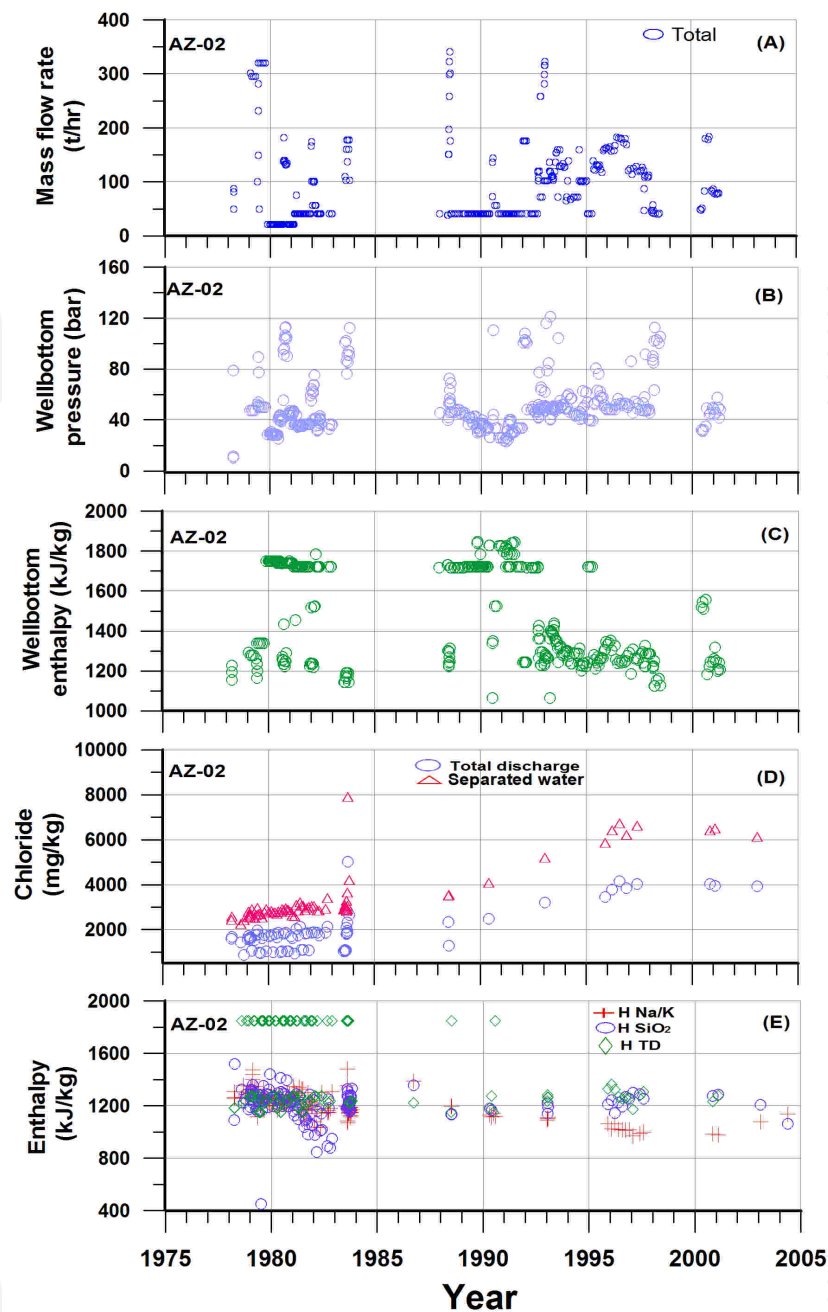 400
AZ-02
Total
(A)
300
200
100
0
Mass flow rate
(t/hr)
160
AZ-02
(B)
120
80
40
0
Wellbottom
pressure (bar)
2000
AZ-02
(C)
1800
1600
1400
1200
1000
Wellbottom
enthalpy (kJ/kg)
10000
AZ-02
Total discharge
Separated water
(D)
8000
6000
4000
2000
Chloride
(mg/kg)
2000
AZ-02
H Na/K
H SiO₂
H TD
(E)
1600
1200
800
400
Enthalpy
(kJ/kg)
1975 1980 1985 1990 1995 2000 2005
Year